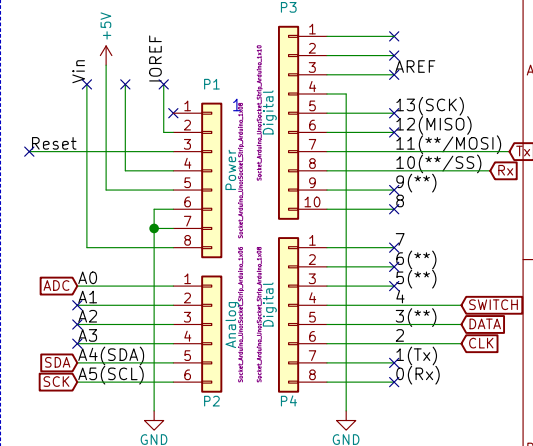 P3
+5V
Vin
IOREF
P1
1
Reset
1
2
3
4
5
6
7
8
Power
Socket_Strip_Arduino_1x08
1
2
3
4
5
6
7
8
9
10
Digital
Socket_Strip_Arduino_1x10
AREF
13(SCK)
12(MISO)
11(**/MOSI)
10(**/SS)
9(**)
8
Tx
Rx
A
ADC
SDA
SCK
A0
A1
A2
A3
A4(SDA)
A5(SCL)
1
2
3
4
5
6
Analog
P2
GND
1
2
3
4
5
6
7
8
Digital
P4
7
6(**)
5(**)
4
3(**)
2
1(Tx)
0(Rx)
SWITCH
DATA
CLK
GND